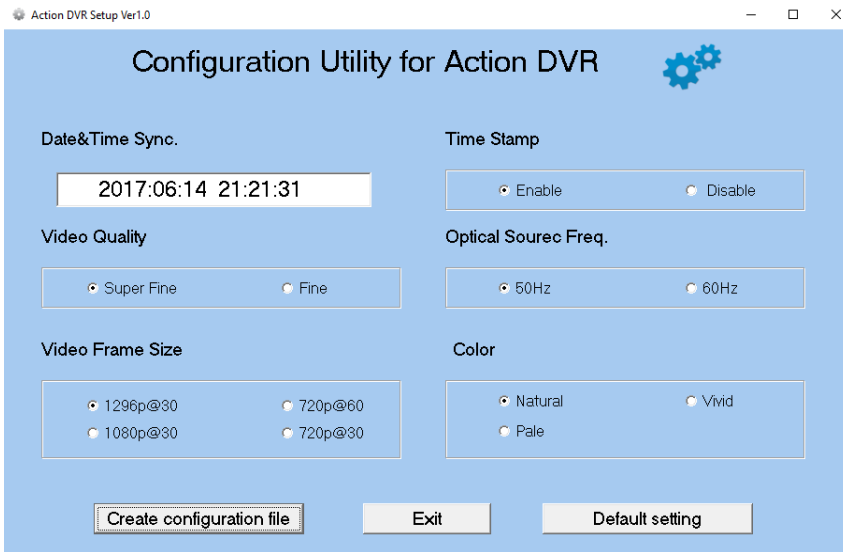 Action DVR Setup Ver1.0
Configuration Utility for Action DVR
Date&Time Sync.
2017:06:14 21:21:31
Time Stamp
Enable
Disable
Video Quality
Super Fine
Fine
Optical Sourec Freq.
50Hz
60Hz
Video Frame Size
1296p@30
720p@60
1080p@30
720p@30
Color
Natural
Vivid
Pale
Create configuration file
Exit
Default setting